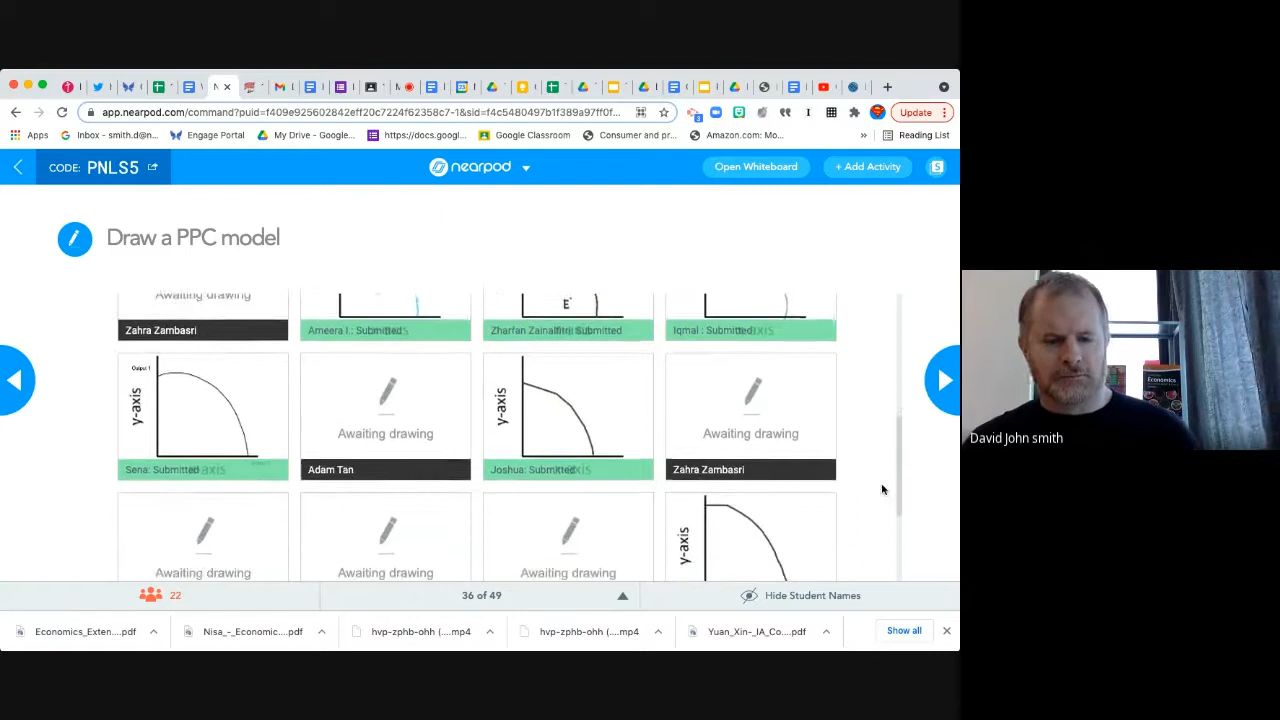 app.nearpod.com/command?puid=f409e925602842eff20c7224f62358c7-1&sid=f4c5480497b1f389a97ff0f...
Update
Apps
Inbox - smith.d@n...
Engage Portal
My Drive - Google...
https://docs.googl...
Google Classroom
Consumer and pr...
Amazon.com: Mo...
»
Reading List
CODE: PNLS5
nearpod
Open Whiteboard
+ Add Activity
S
Draw a PPC model
Awaiting drawing
Zahra Zambasri
Ameera I.: Submitted
E
Iqmal : Submitted
Output 1
y-axis
Sena: Submitted
Awaiting drawing
Adam Tan
y-axis
Joshua: Submitted
Awaiting drawing
Zahra Zambasri
Awaiting drawing
Awaiting drawing
Awaiting drawing
y-axis
22
36 of 49
Hide Student Names
Economics_Exten....pdf
Nisa_-_Economic....pdf
hvp-zphb-ohh (....mp4
hvp-zphb-ohh (....mp4
Yuan_Xin-_IA_Co....pdf
Show all
Economics
David John smith